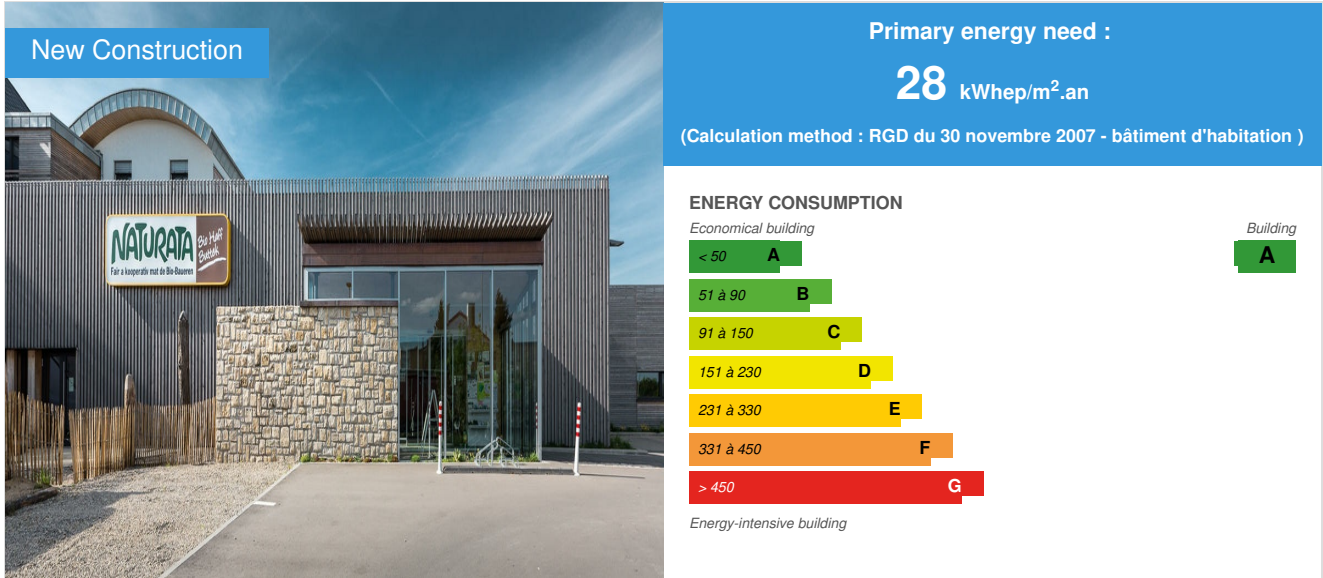 New Construction
NATURATA
Bio Haff
Buttek
Fair a kooperativ mat de Bio-Baueren
Primary energy need :
28 kWhep/m².an
(Calculation method : RGD du 30 novembre 2007 - bâtiment d'habitation )
ENERGY CONSUMPTION
Economical building
Building
< 50 A
A
51 à 90 B
91 à 150 C
151 à 230 D
231 à 330 E
331 à 450 F
> 450 G
Energy-intensive building